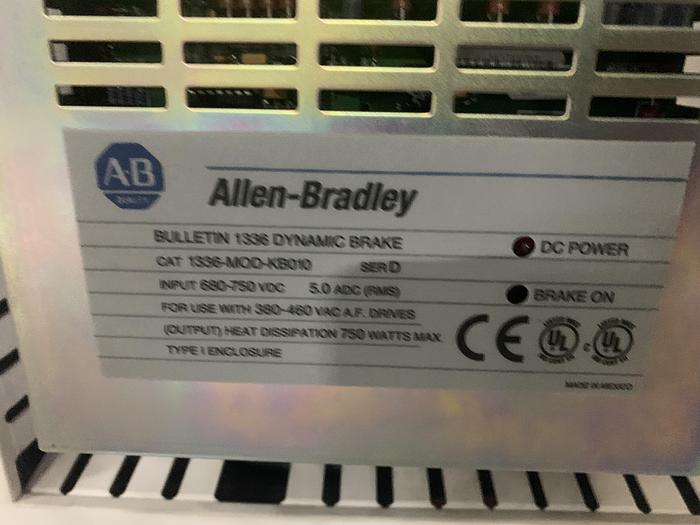 A-B
Allen-Bradley
BULLETIN 1336 DYNAMIC BRAKE
CAT 1336-MOD-KB010 SER D
INPUT 680-750 VDC 5.0 ADC (RMS)
FOR USE WITH 380-460 VAC A.F. DRIVES
(OUTPUT) HEAT DISSIPATION 750 WATTS MAX.
TYPE I ENCLOSURE
DC POWER
BRAKE ON
CE UL c UL
MADE IN MEXICO